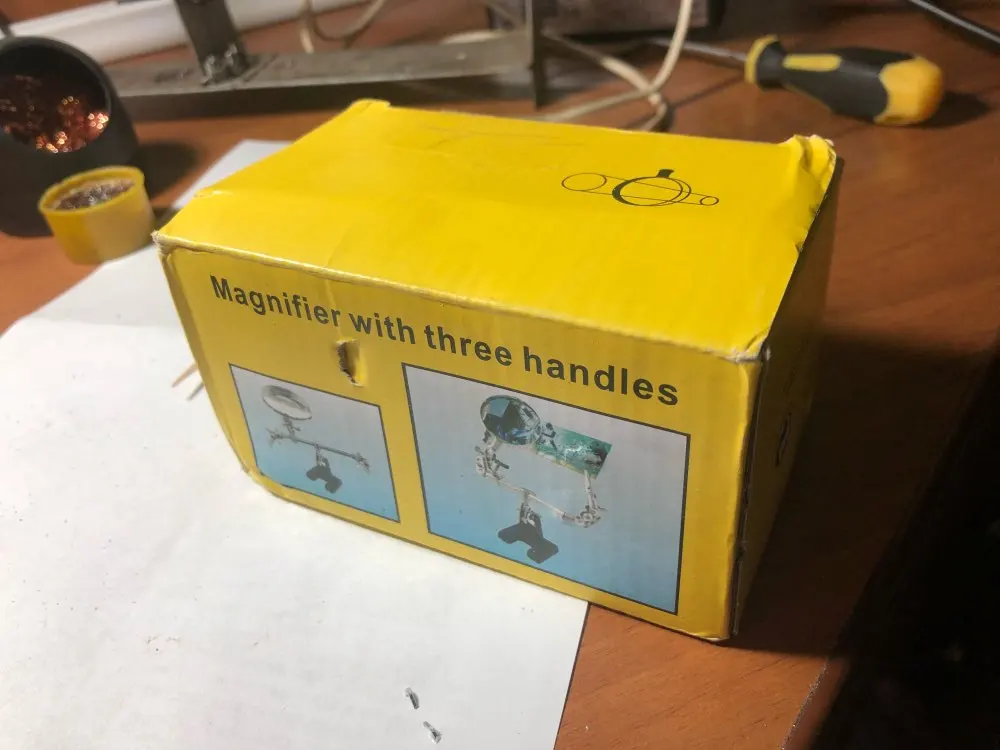 Magnifier with three handles